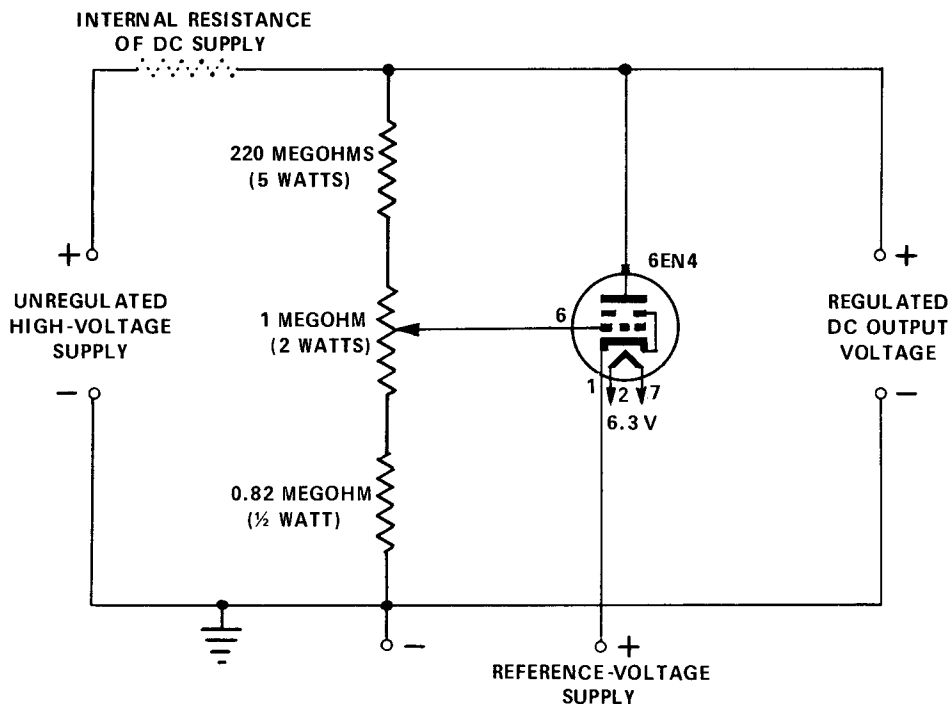 INTERNAL RESISTANCE
OF DC SUPPLY
220 MEGOHMS
(5 WATTS)
+
UNREGULATED
HIGH-VOLTAGE
SUPPLY
−
1 MEGOHM
(2 WATTS)
6
6EN4
1
2
7
6.3 V
+
REGULATED
DC OUTPUT
VOLTAGE
−
0.82 MEGOHM
(½ WATT)
−
+
REFERENCE-VOLTAGE
SUPPLY